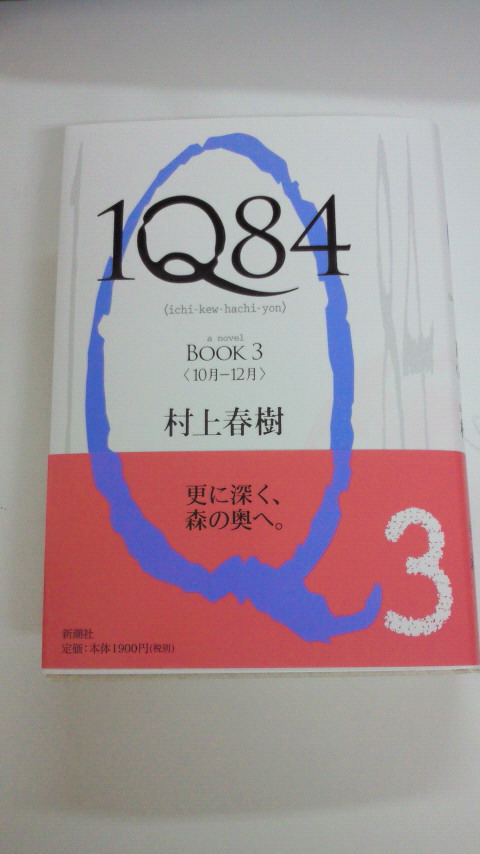 1Q84
〈ichi-kew-hachi-yon〉
a novel
BOOK 3
〈10月−12月〉
村上春樹
更に深く、
森の奥へ。
3
新潮社
定価：本体1900円(税別)